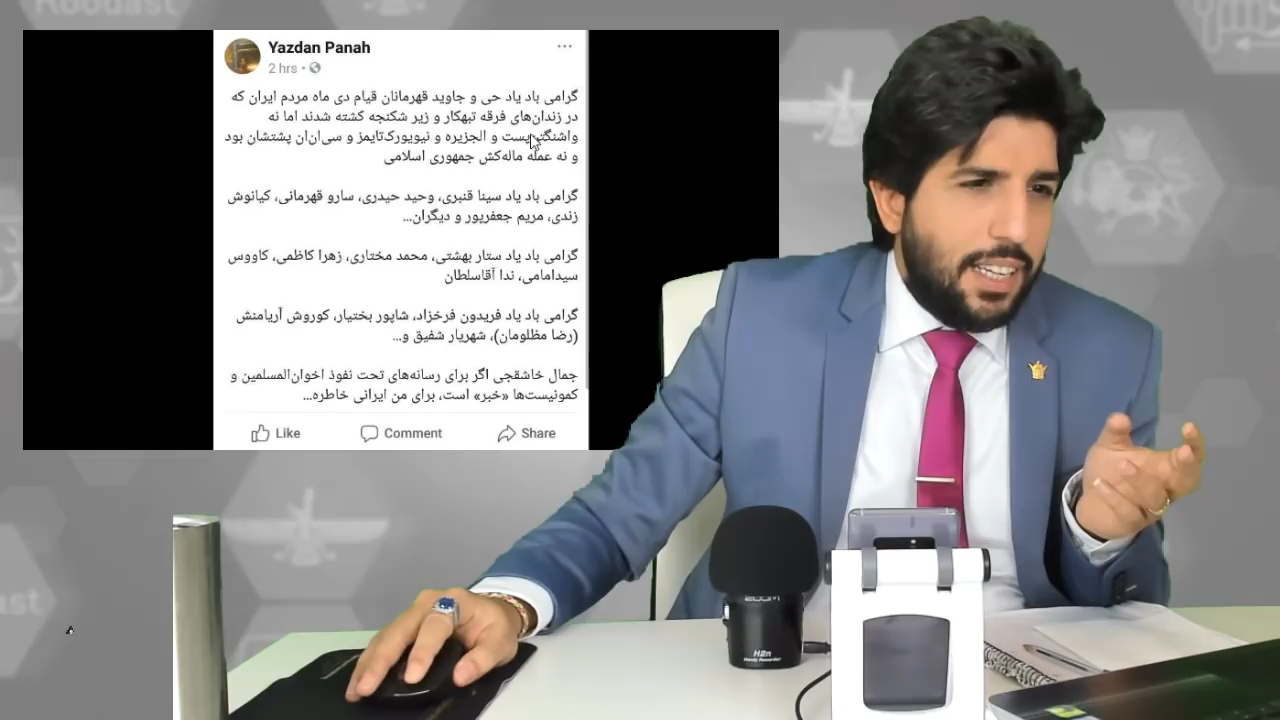 Roodast
Yazdan Panah
2 hrs
گرامی باد یاد حی و جاوید قهرمانان قیام دی ماه مردم ایران که
در زندان‌های فرقه تبهکار و زیر شکنجه کشته شدند اما نه
واشنگتن‌پست و الجزیره و نیویورک‌تایمز و سی‌ان‌ان پشتشان بود
و نه عمله ماله‌کش جمهوری اسلامی
گرامی باد یاد سینا قنبری، وحید حیدری، سارو قهرمانی، کیانوش
زندی، مریم جعفرپور و دیگران...
گرامی باد یاد ستار بهشتی، محمد مختاری، زهرا کاظمی، کاووس
سیدامامی، ندا آقاسلطان
گرامی باد یاد فریدون فرخزاد، شاپور بختیار، کوروش آریامنش
(رضا مظلومان)، شهریار شفیق و...
جمال خاشقجی اگر برای رسانه‌های تحت نفوذ اخوان‌المسلمین و
کمونیست‌ها «خبر» است، برای من ایرانی خاطره...
Like Comment Share
ZOOM
H2n
Handy Recorder